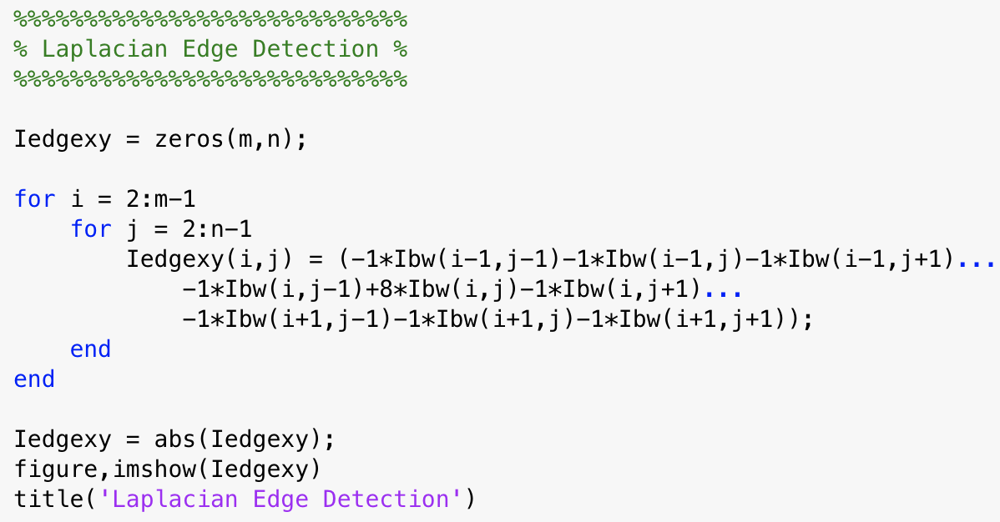 %%%%%%%%%%%%%%%%%%%%%%%%%%%%
% Laplacian Edge Detection %
%%%%%%%%%%%%%%%%%%%%%%%%%%%%
Iedgexy = zeros(m,n);
for i = 2:m-1
for j = 2:n-1
Iedgexy(i,j) = (-1*Ibw(i-1,j-1)-1*Ibw(i-1,j)-1*Ibw(i-1,j+1)...
-1*Ibw(i,j-1)+8*Ibw(i,j)-1*Ibw(i,j+1)...
-1*Ibw(i+1,j-1)-1*Ibw(i+1,j)-1*Ibw(i+1,j+1));
end
end
Iedgexy = abs(Iedgexy);
figure,imshow(Iedgexy)
title('Laplacian Edge Detection')